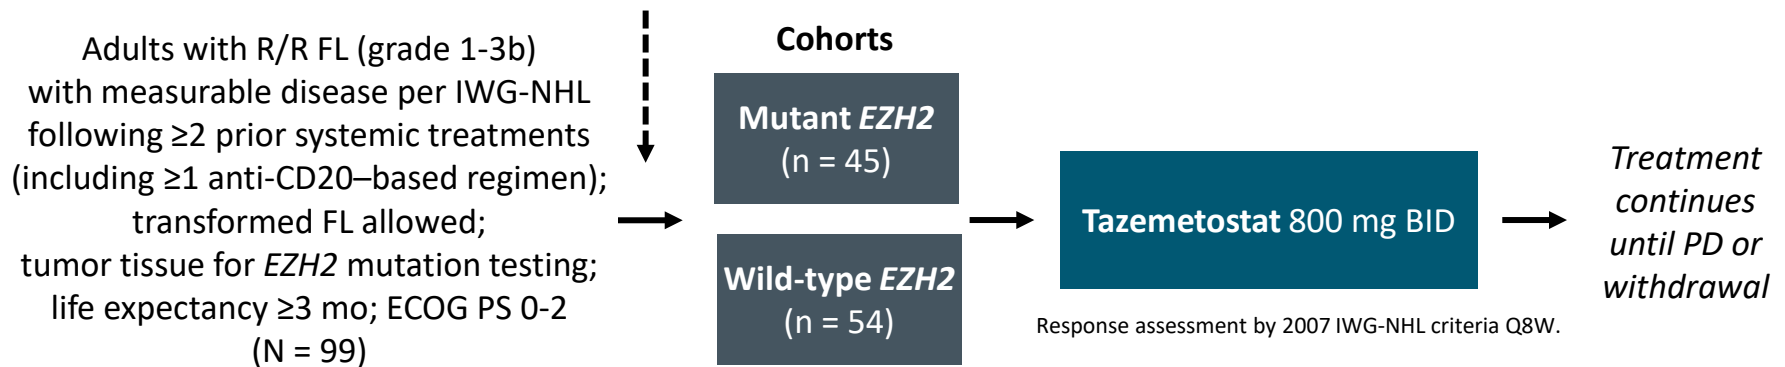 Adults with R/R FL (grade 1-3b)
with measurable disease per IWG-NHL
following ≥2 prior systemic treatments
(including ≥1 anti-CD20–based regimen);
transformed FL allowed;
tumor tissue for EZH2 mutation testing;
life expectancy ≥3 mo; ECOG PS 0-2
(N = 99)
Cohorts
Mutant EZH2
(n = 45)
Wild-type EZH2
(n = 54)
Tazemetostat 800 mg BID
Response assessment by 2007 IWG-NHL criteria Q8W.
Treatment
continues
until PD or
withdrawal